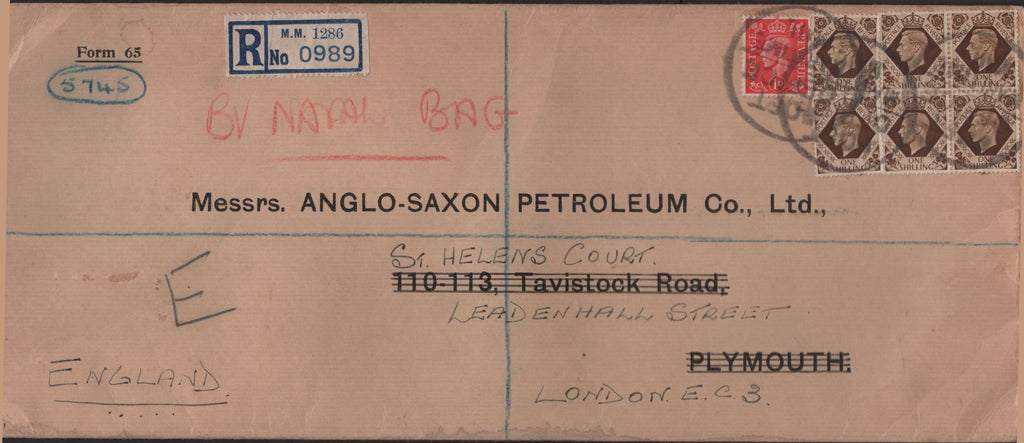 Form 65
5745
R
M.M. 1286
No 0989
BY NAVAL BAG
POSTAGE REVENUE
1D
ONE SHILLING
ONE SHILLING
ONE SHILLING
ONE SHILLING
ONE SHILLING
ONE SHILLING
Messrs. ANGLO-SAXON PETROLEUM Co., Ltd.,
ST. HELENS COURT.
110-113, Tavistock Road,
LEADENHALL STREET
E
PLYMOUTH.
ENGLAND.
LONDON. E.C.3.